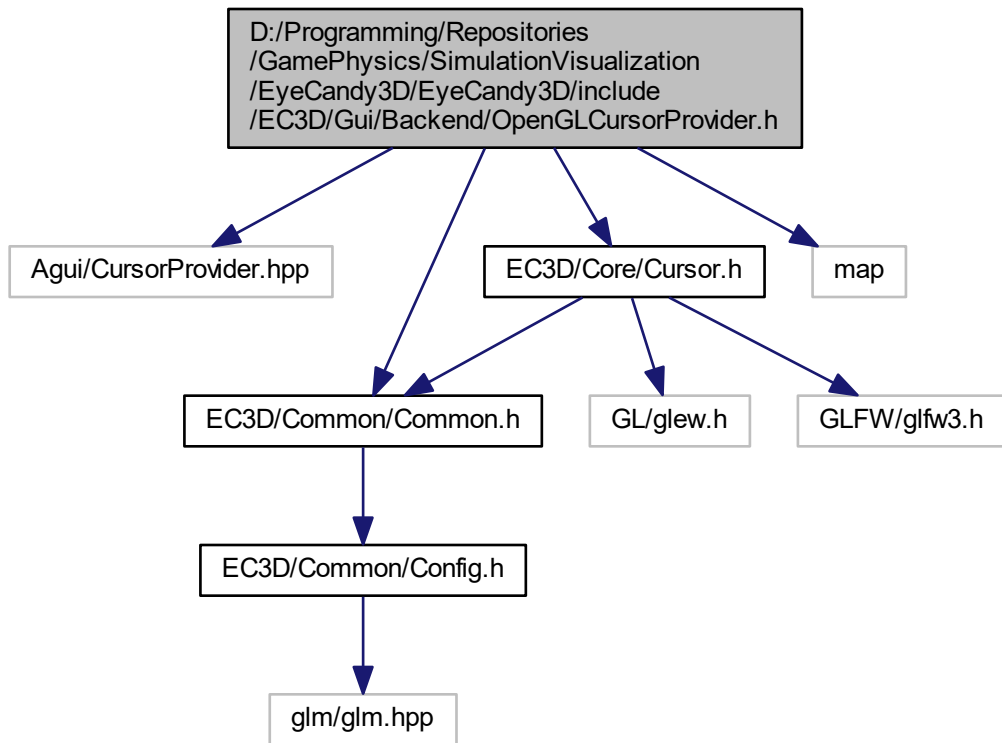 D:/Programming/Repositories
/GamePhysics/SimulationVisualization
/EyeCandy3D/EyeCandy3D/include
/EC3D/Gui/Backend/OpenGLCursorProvider.h
Agui/CursorProvider.hpp
EC3D/Core/Cursor.h
map
EC3D/Common/Common.h
GL/glew.h
GLFW/glfw3.h
EC3D/Common/Config.h
glm/glm.hpp